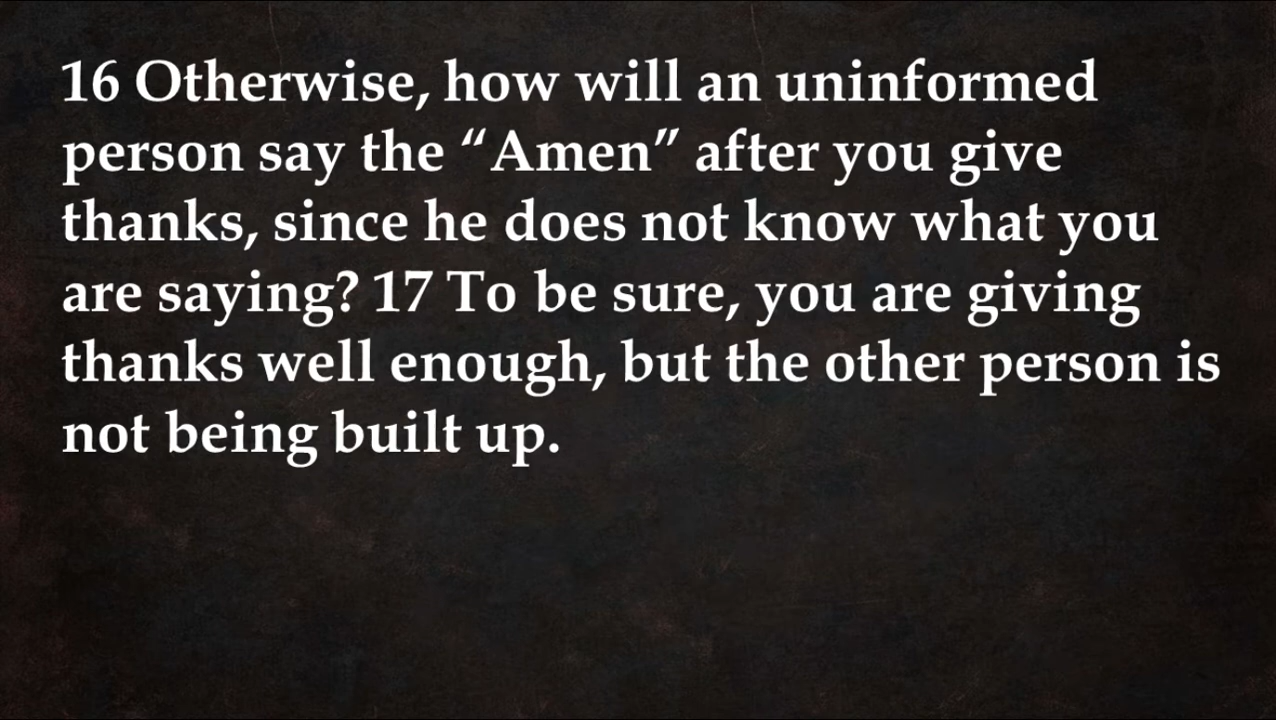 16 Otherwise, how will an uninformed
person say the “Amen” after you give
thanks, since he does not know what you
are saying? 17 To be sure, you are giving
thanks well enough, but the other person is
not being built up.